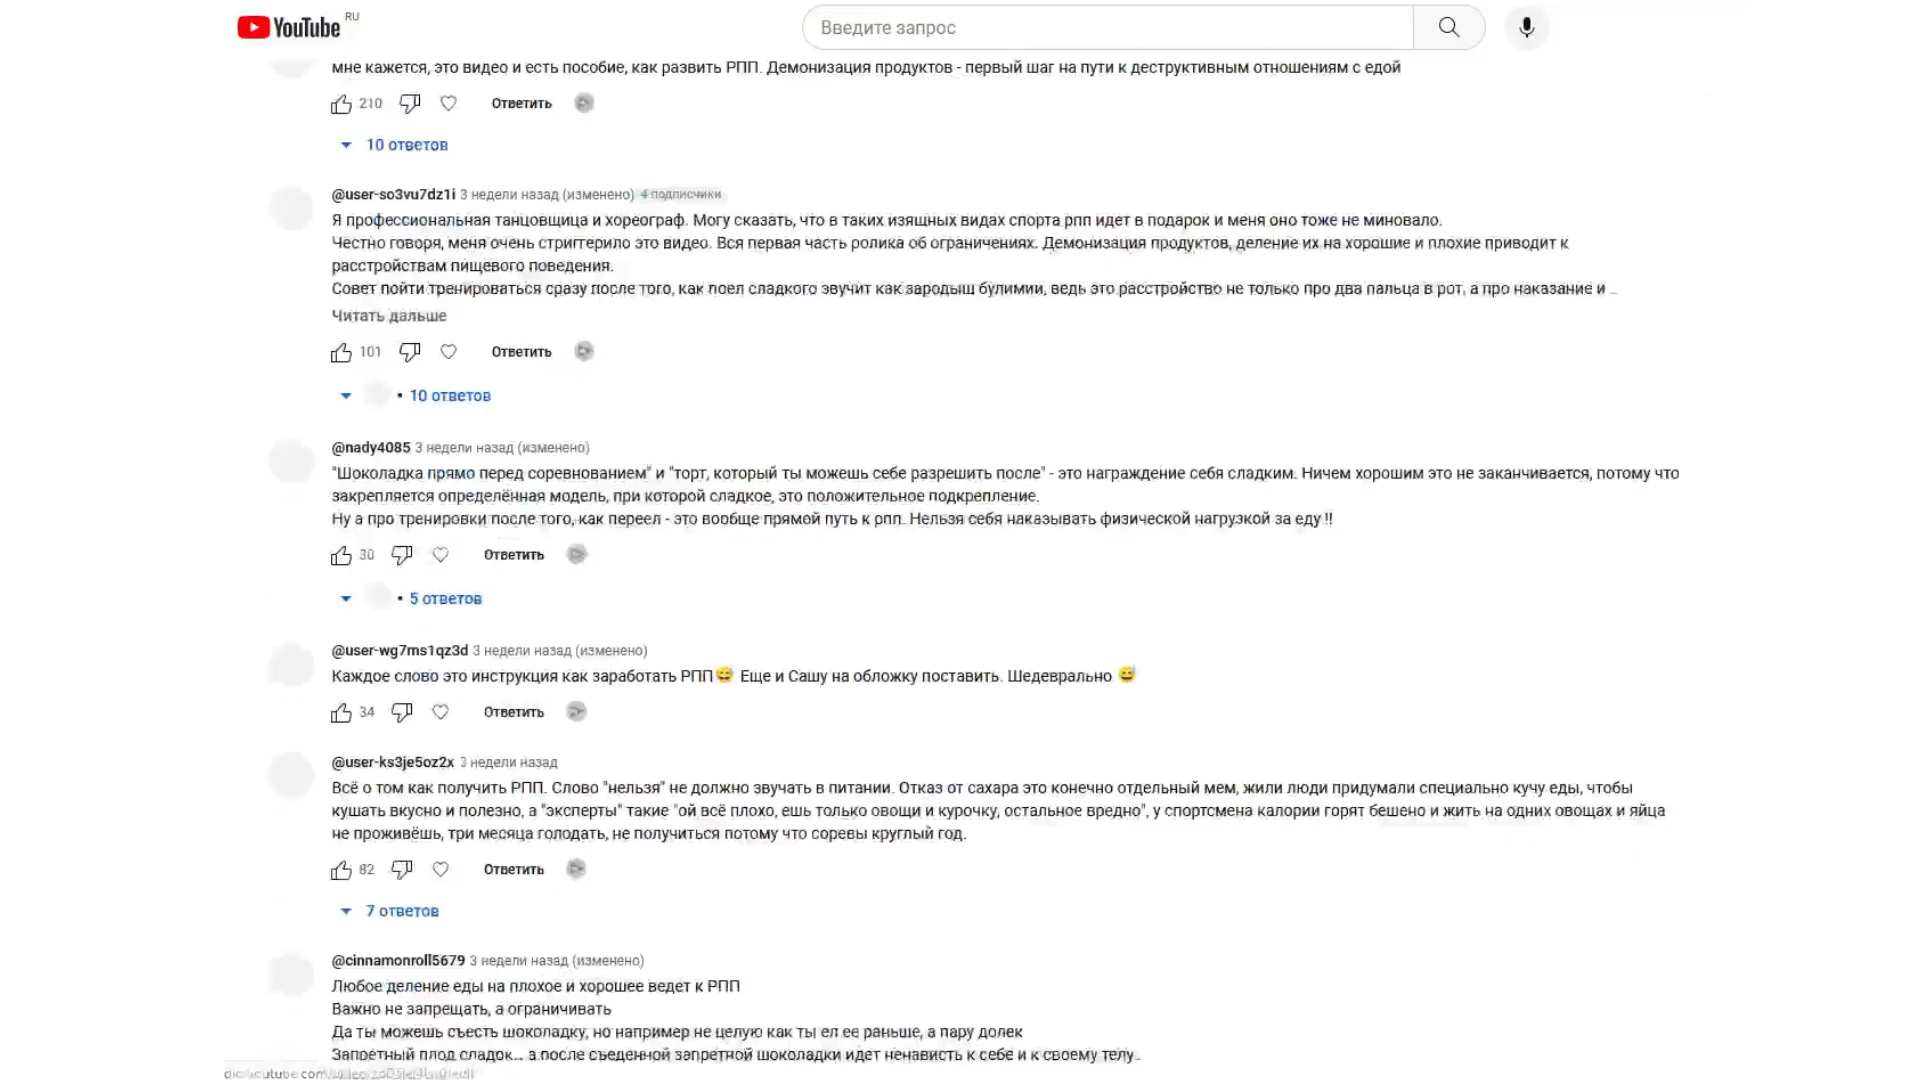 YouTube RU
Введите запрос
мне кажется, это видео и есть пособие, как развить РПП. Демонизация продуктов - первый шаг на пути к деструктивным отношениям с едой
210 Ответить
10 ответов
@user-so3vu7dz1i 3 недели назад (изменено) 4 подписчики
Я профессиональная танцовщица и хореограф. Могу сказать, что в таких изящных видах спорта рпп идет в подарок и меня оно тоже не миновало.
Честно говоря, меня очень стриггерило это видео. Вся первая часть ролика об ограничениях. Демонизация продуктов, деление их на хорошие и плохие приводит к
расстройствам пищевого поведения.
Совет пойти тренироваться сразу после того, как поел сладкого звучит как зародыш булимии, ведь это расстройство не только про два пальца в рот, а про наказание и ...
Читать дальше
101 Ответить
• 10 ответов
@nady4085 3 недели назад (изменено)
"Шоколадка прямо перед соревнованием" и "торт, который ты можешь себе разрешить после" - это награждение себя сладким. Ничем хорошим это не заканчивается, потому что
закрепляется определённая модель, при которой сладкое, это положительное подкрепление.
Ну а про тренировки после того, как переел - это вообще прямой путь к рпп. Нельзя себя наказывать физической нагрузкой за еду !!
30 Ответить
• 5 ответов
@user-wg7ms1qz3d 3 недели назад (изменено)
Каждое слово это инструкция как заработать РПП😅 Еще и Сашу на обложку поставить. Шедеврально 😅
34 Ответить
@user-ks3je5oz2x 3 недели назад
Всё о том как получить РПП. Слово "нельзя" не должно звучать в питании. Отказ от сахара это конечно отдельный мем, жили люди придумали специально кучу еды, чтобы
кушать вкусно и полезно, а "эксперты" такие "ой всё плохо, ешь только овощи и курочку, остальное вредно", у спортсмена калории горят бешено и жить на одних овощах и яйца
не проживёшь, три месяца голодать, не получиться потому что соревы круглый год.
82 Ответить
7 ответов
@cinnamonroll5679 3 недели назад (изменено)
Любое деление еды на плохое и хорошее ведет к РПП
Важно не запрещать, а ограничивать
Да ты можешь съесть шоколадку, но например не целую как ты ел ее раньше, а пару долек
Запретный плод сладок... а после съеденной запретной шоколадки идет ненависть к себе и к своему телу..